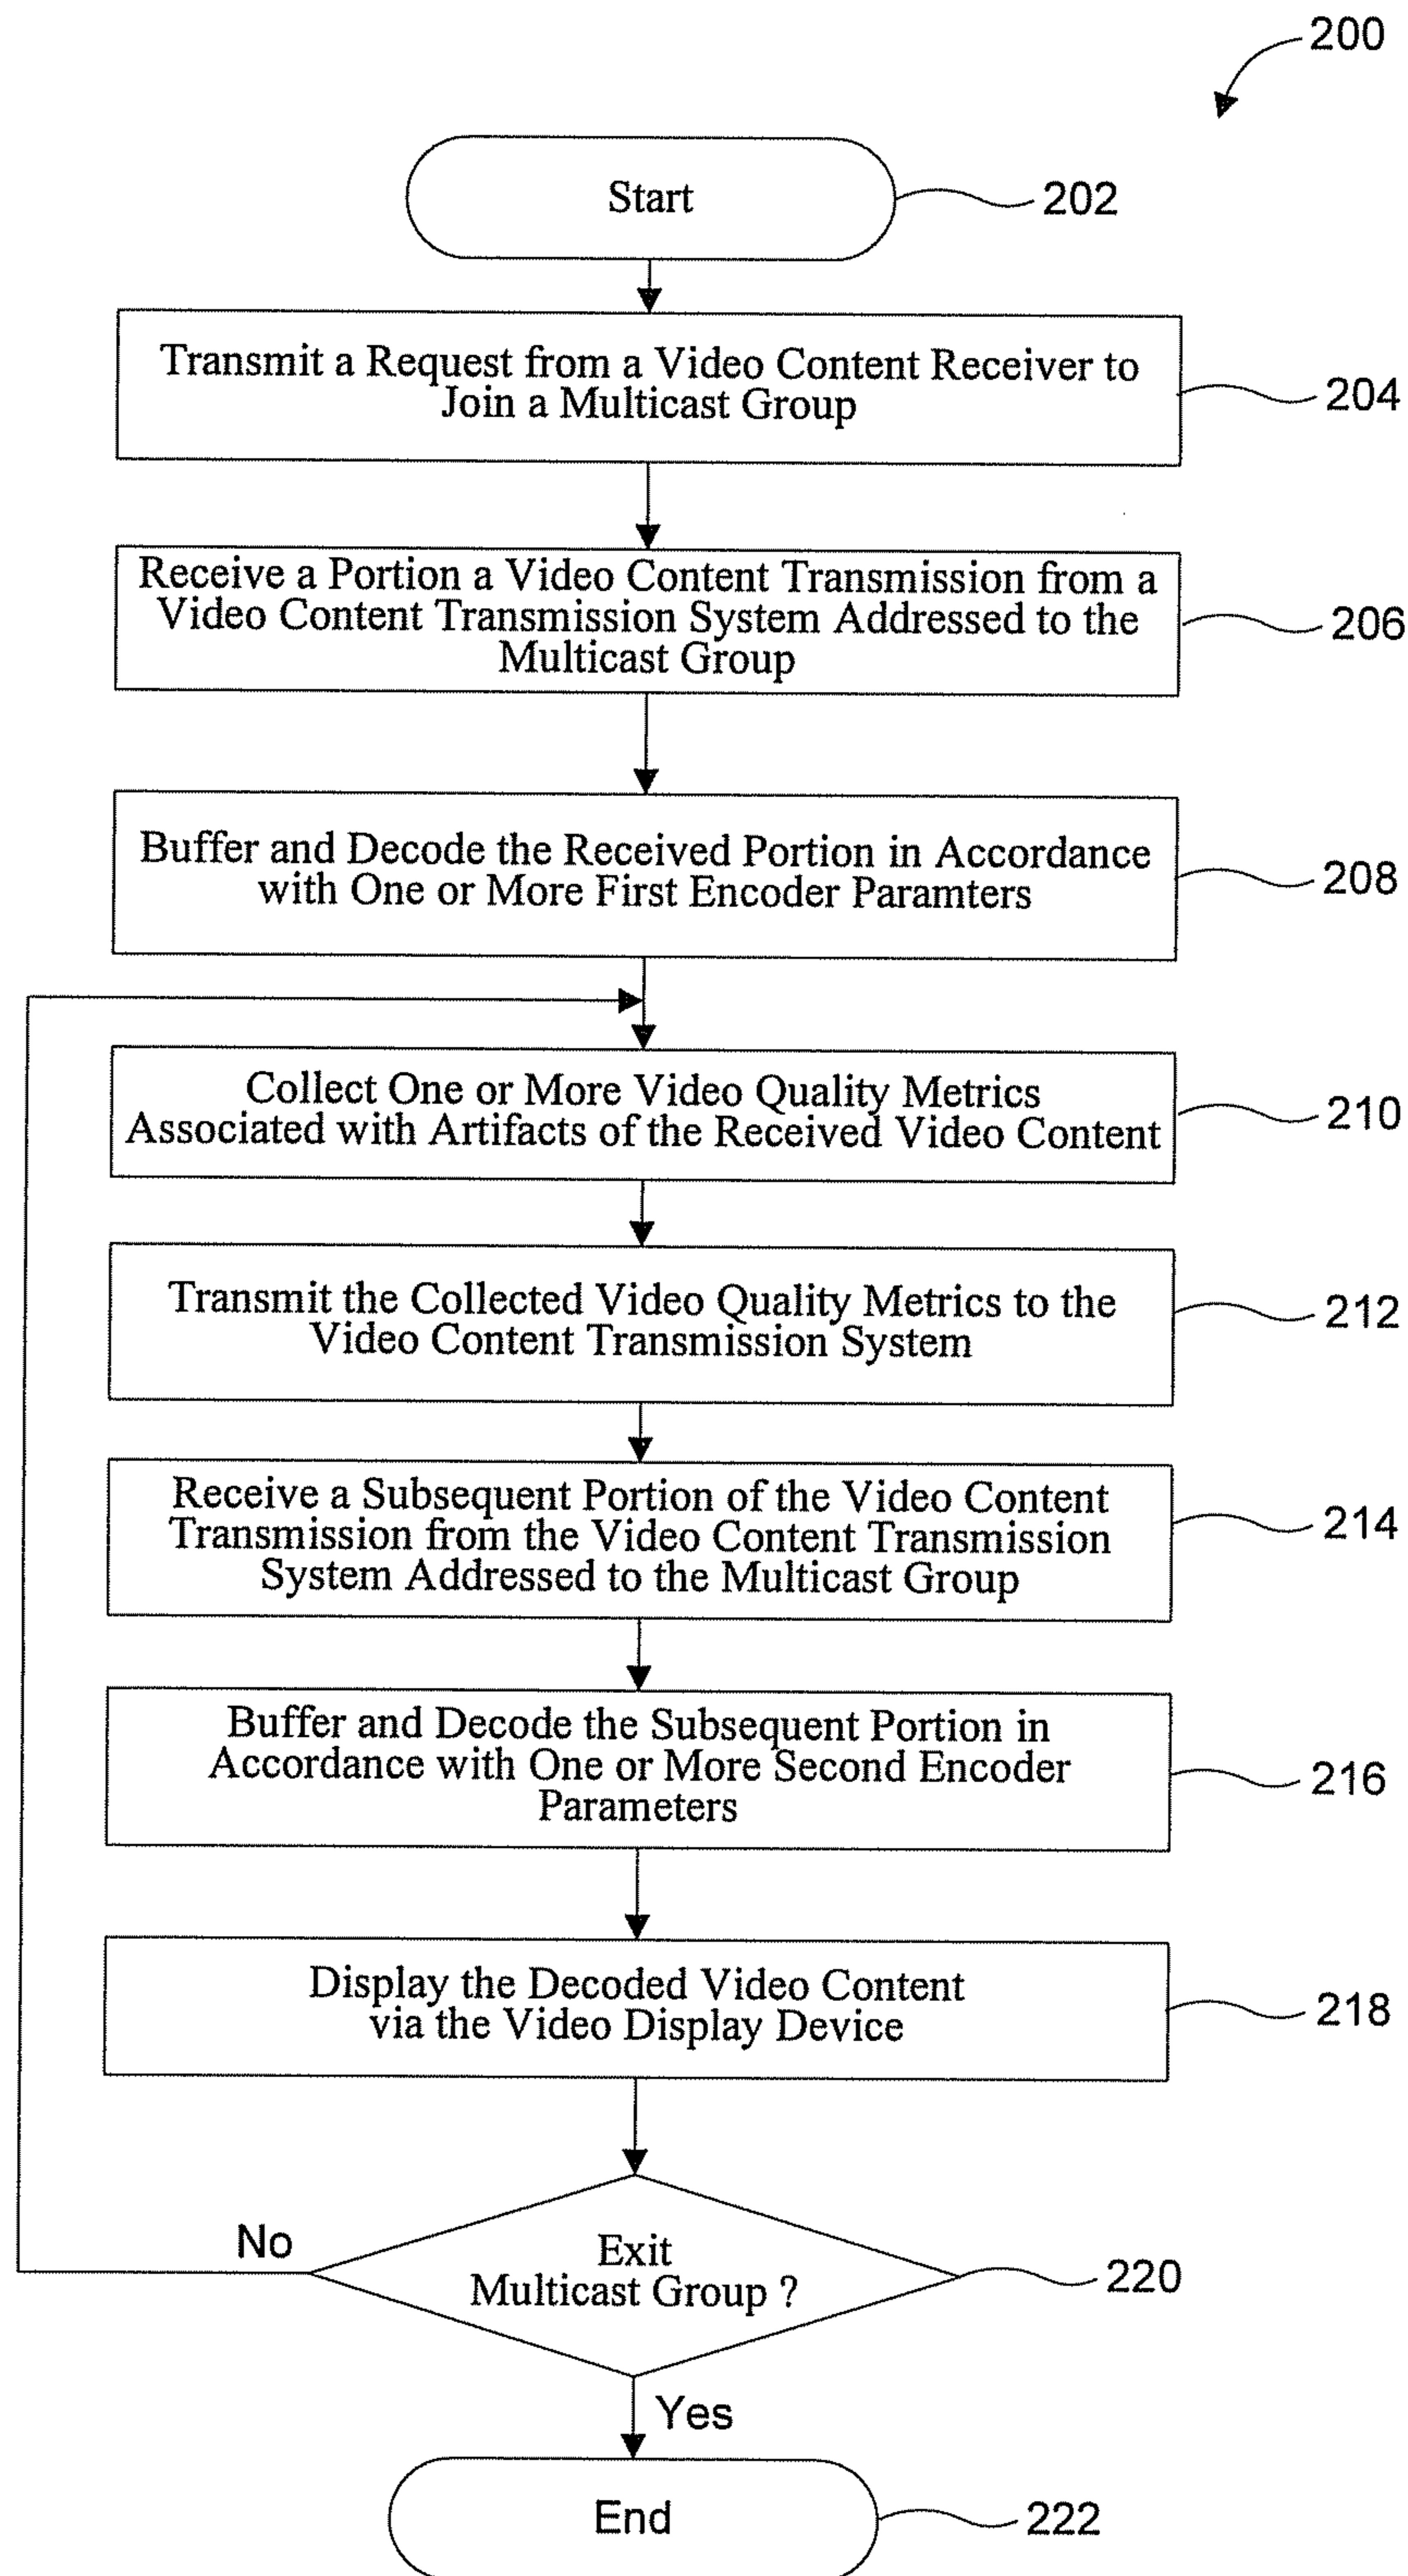 200
Start
202
Transmit a Request from a Video Content Receiver to
Join a Multicast Group
204
Receive a Portion a Video Content Transmission from a
Video Content Transmission System Addressed to the
Multicast Group
206
Buffer and Decode the Received Portion in Accordance
with One or More First Encoder Paramters
208
Collect One or More Video Quality Metrics
Associated with Artifacts of the Received Video Content
210
Transmit the Collected Video Quality Metrics to the
Video Content Transmission System
212
Receive a Subsequent Portion of the Video Content
Transmission from the Video Content Transmission
System Addressed to the Multicast Group
214
Buffer and Decode the Subsequent Portion in
Accordance with One or More Second Encoder
Parameters
216
Display the Decoded Video Content
via the Video Display Device
218
No
Exit
Multicast Group ?
220
Yes
End
222